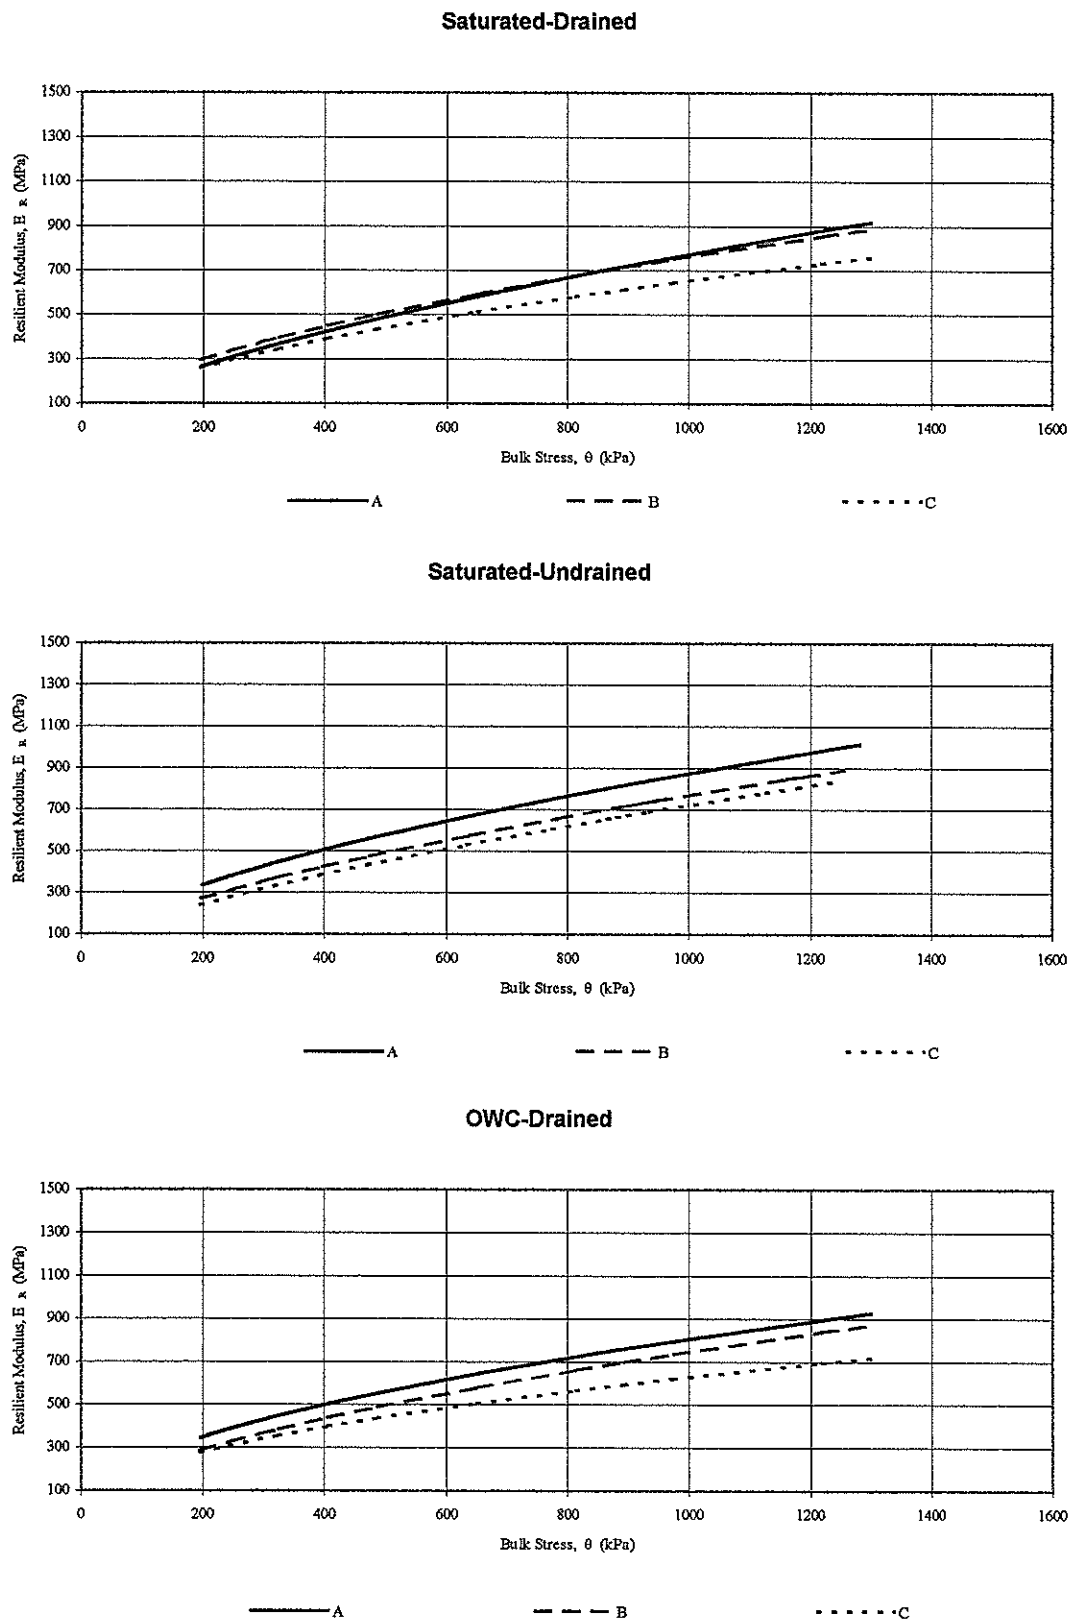 Saturated-Drained
1500
1300
1100
900
700
500
300
100
Resilient Modulus, E R (MPa)
0 200 400 600 800 1000 1200 1400 1600
Bulk Stress, θ (kPa)
A B C
Saturated-Undrained
1500
1300
1100
900
700
500
300
100
Resilient Modulus, E R (MPa)
0 200 400 600 800 1000 1200 1400 1600
Bulk Stress, θ (kPa)
A B C
OWC-Drained
1500
1300
1100
900
700
500
300
100
Resilient Modulus, E R (MPa)
0 200 400 600 800 1000 1200 1400 1600
Bulk Stress, θ (kPa)
A B C